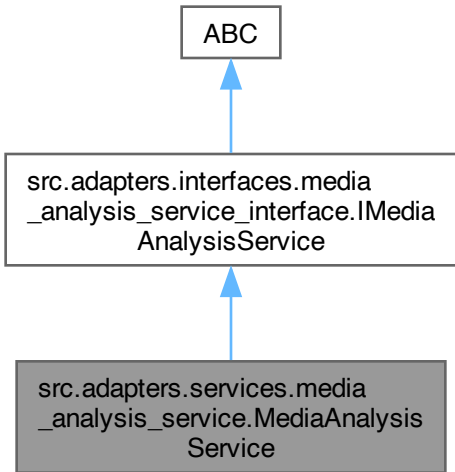 ABC
src.adapters.interfaces.media
_analysis_service_interface.IMedia
AnalysisService
src.adapters.services.media
_analysis_service.MediaAnalysis
Service